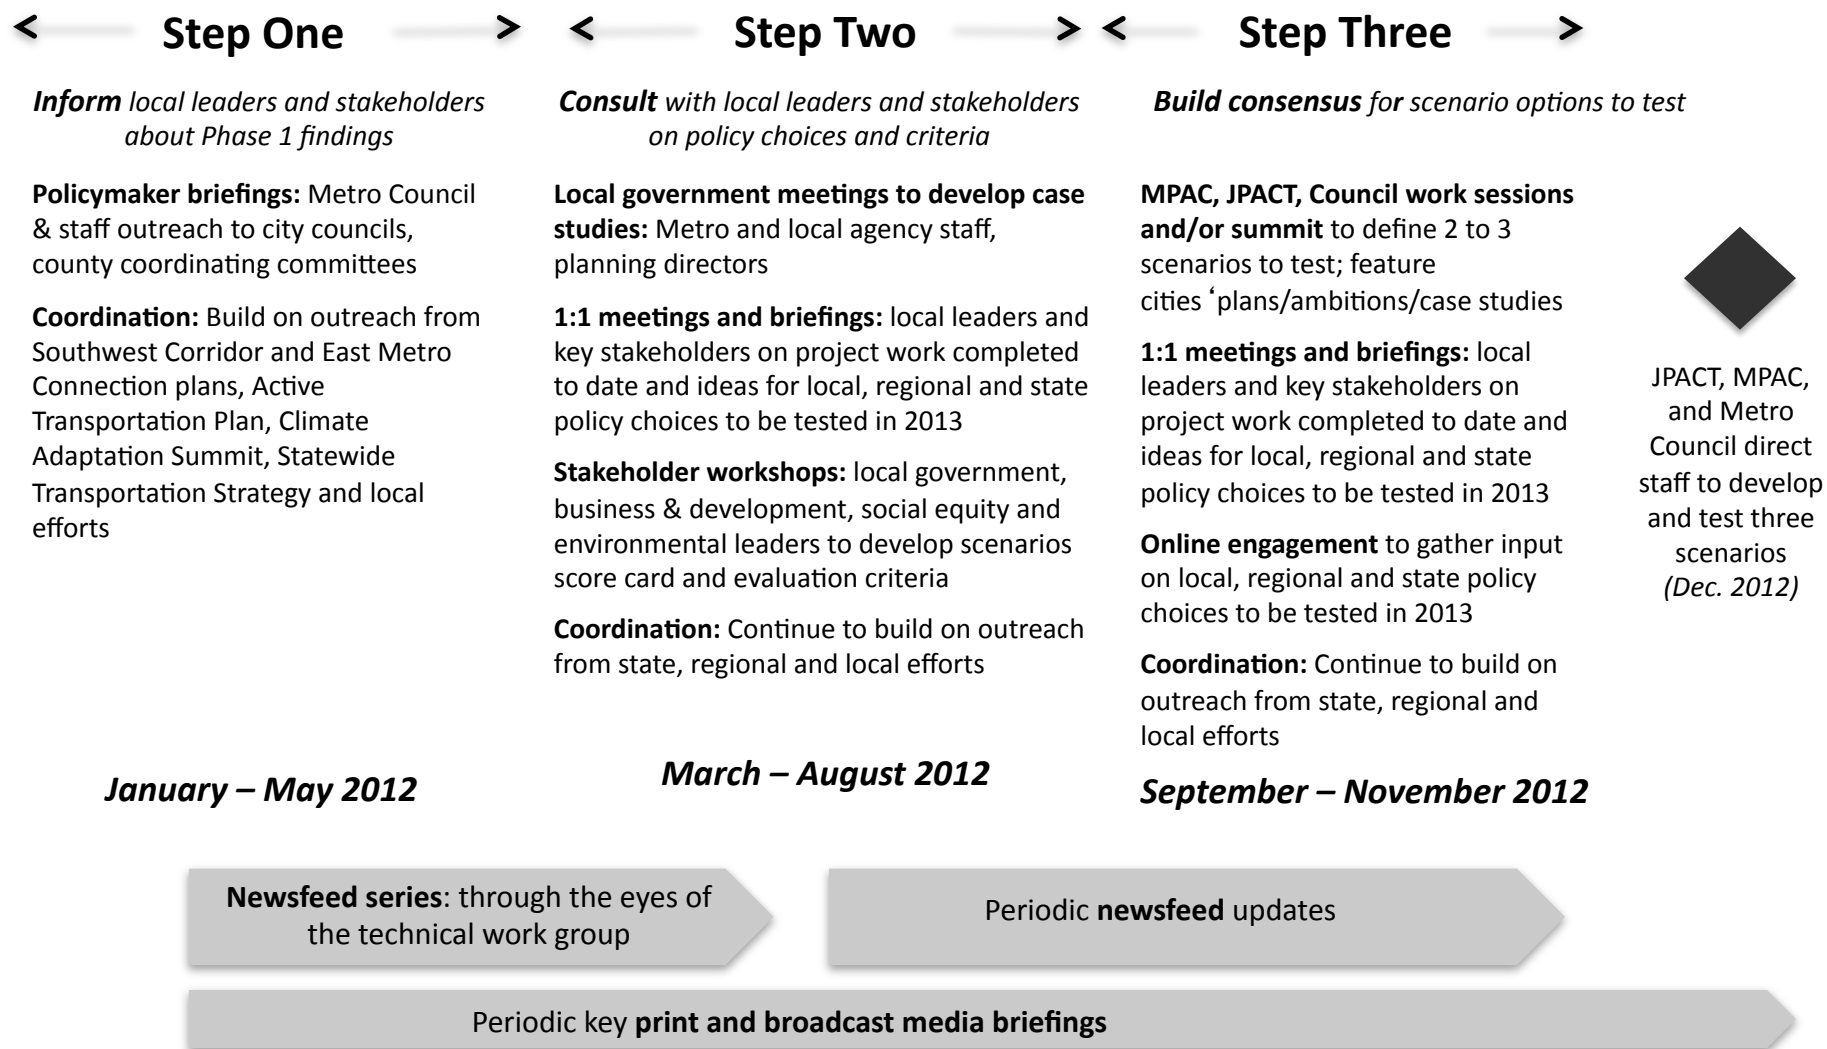 Step One
Inform local leaders and stakeholders
about Phase 1 findings
Policymaker briefings: Metro Council
& staff outreach to city councils,
county coordinating committees
Coordination: Build on outreach from
Southwest Corridor and East Metro
Connection plans, Active
Transportation Plan, Climate
Adaptation Summit, Statewide
Transportation Strategy and local
efforts
January – May 2012
Step Two
Consult with local leaders and stakeholders
on policy choices and criteria
Local government meetings to develop case
studies: Metro and local agency staff,
planning directors
1:1 meetings and briefings: local leaders and
key stakeholders on project work completed
to date and ideas for local, regional and state
policy choices to be tested in 2013
Stakeholder workshops: local government,
business & development, social equity and
environmental leaders to develop scenarios
score card and evaluation criteria
Coordination: Continue to build on outreach
from state, regional and local efforts
March – August 2012
Step Three
Build consensus for scenario options to test
MPAC, JPACT, Council work sessions
and/or summit to define 2 to 3
scenarios to test; feature
cities ‘plans/ambitions/case studies
1:1 meetings and briefings: local
leaders and key stakeholders on
project work completed to date and
ideas for local, regional and state
policy choices to be tested in 2013
Online engagement to gather input
on local, regional and state policy
choices to be tested in 2013
Coordination: Continue to build on
outreach from state, regional and
local efforts
September – November 2012
JPACT, MPAC,
and Metro
Council direct
staff to develop
and test three
scenarios
(Dec. 2012)
Newsfeed series: through the eyes of
the technical work group
Periodic newsfeed updates
Periodic key print and broadcast media briefings